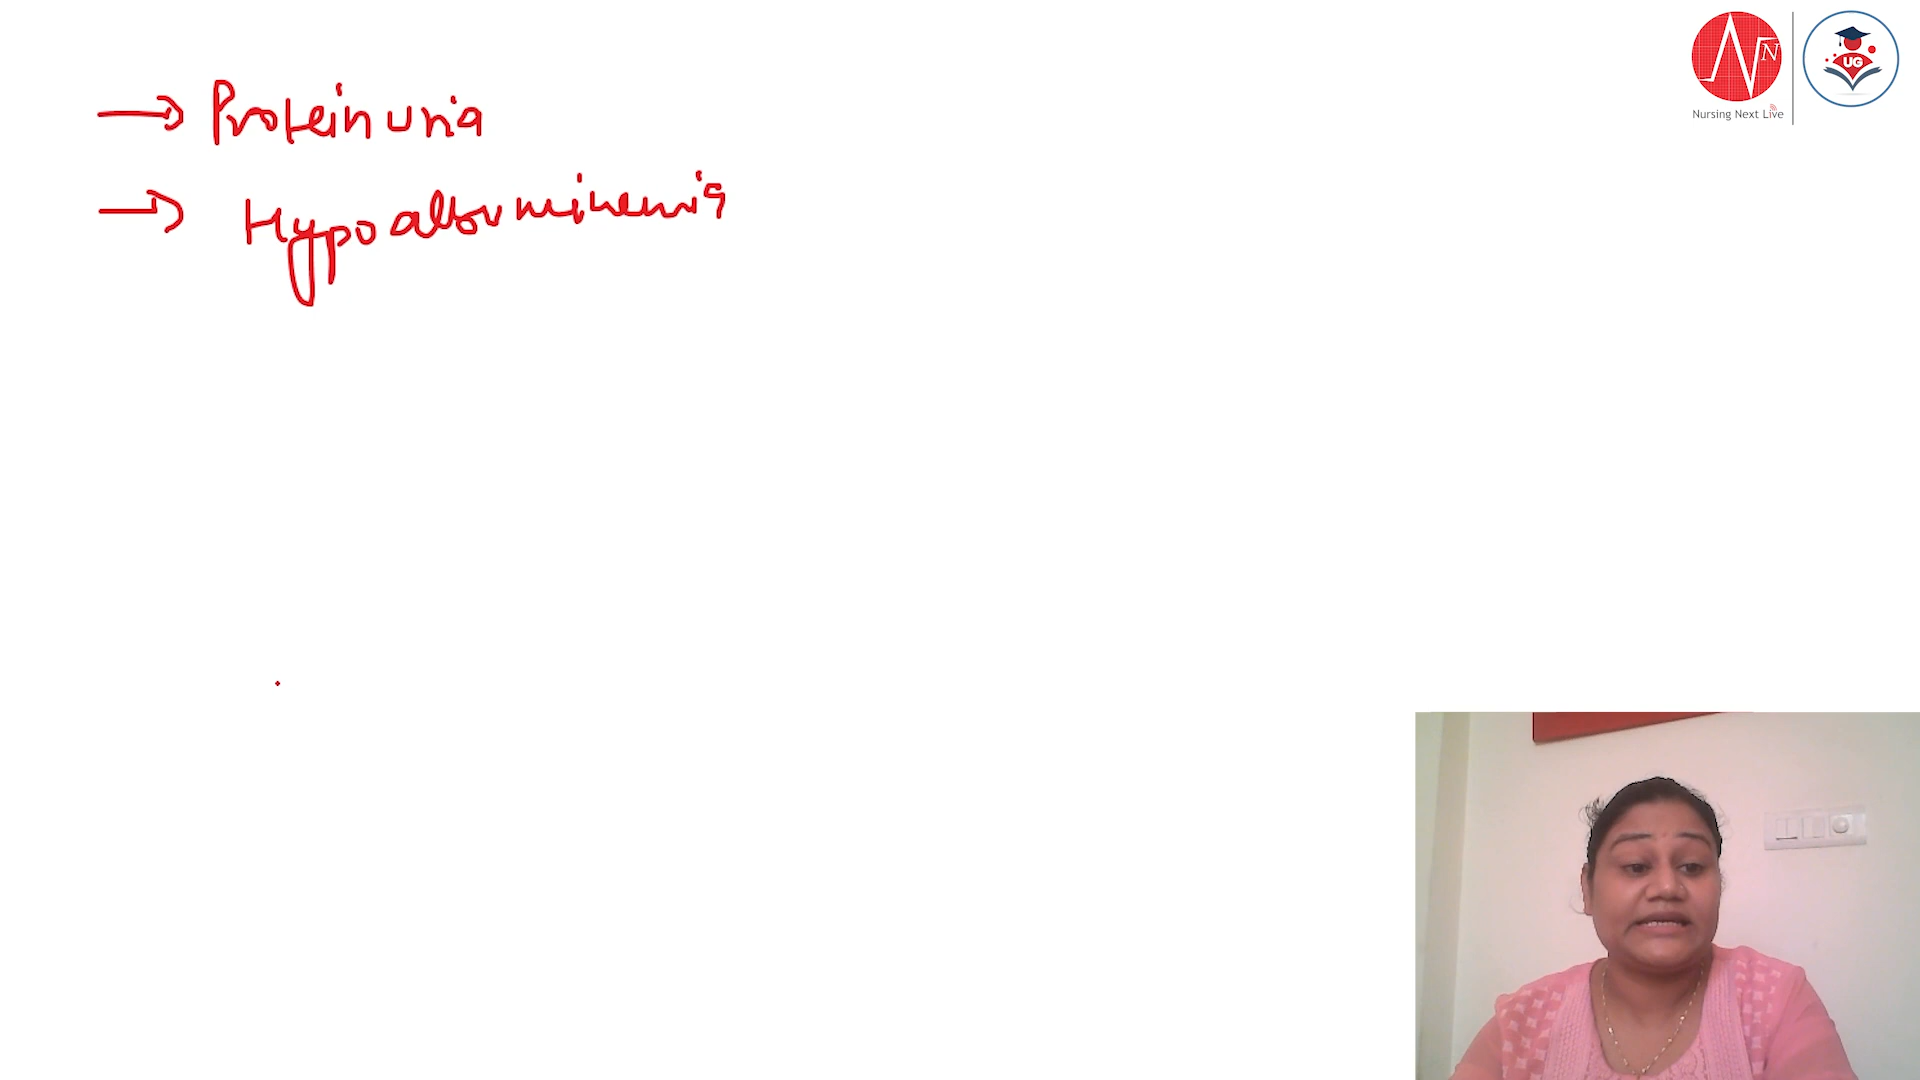 → Proteinuria
→ Hypoalbuminemia
N
UG
Nursing Next Live